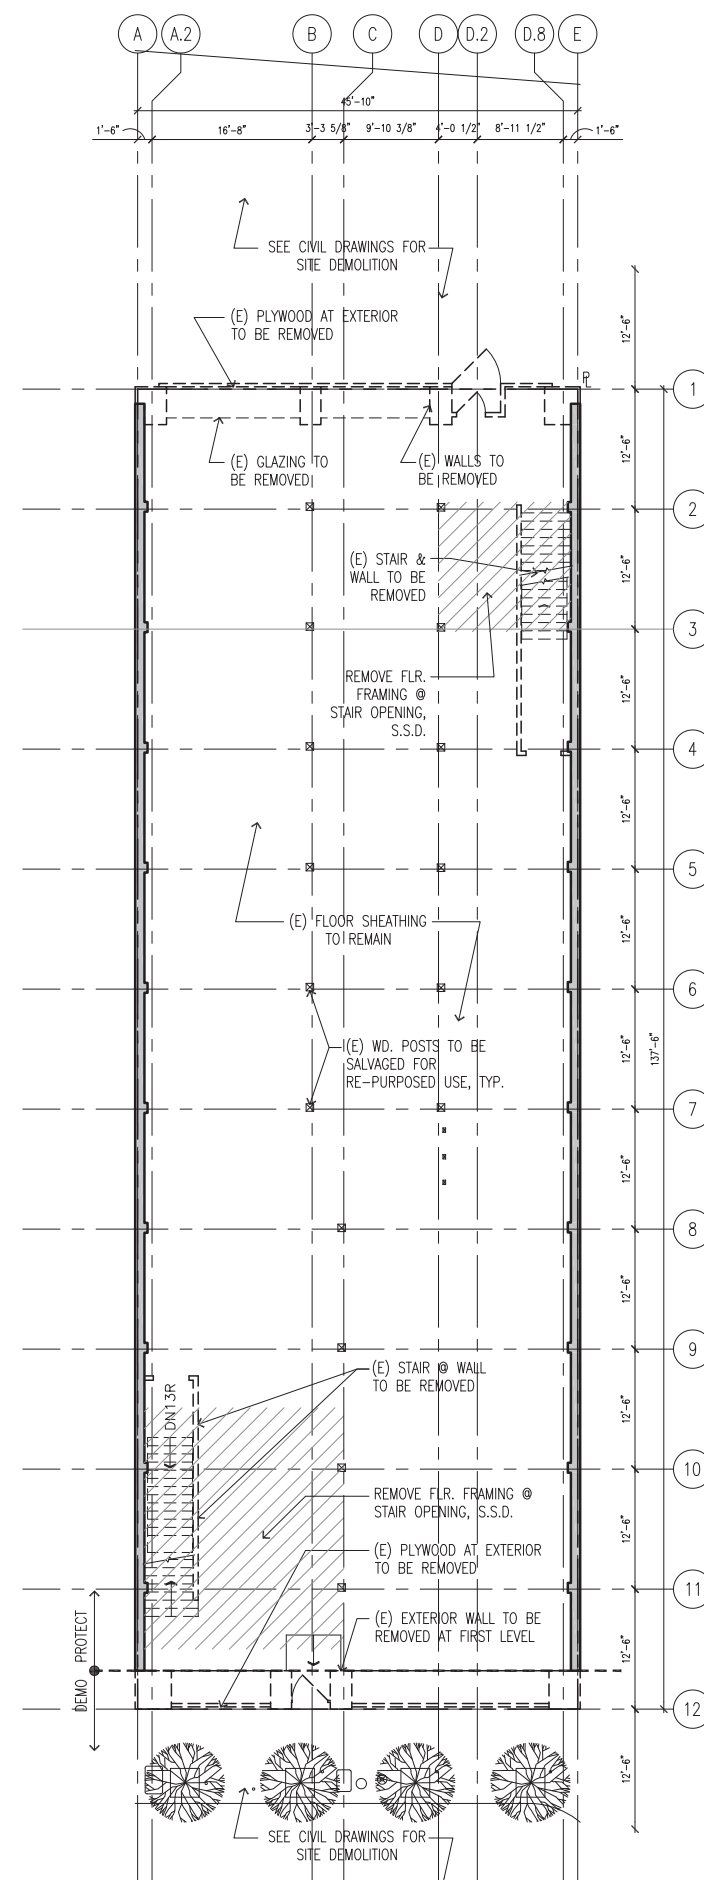 A A.2 B C D D.2 D.8 E
45'-10"
1'-6" 16'-8" 3'-3 5/8" 9'-10 3/8" 4'-0 1/2" 8'-11 1/2" 1'-6"
SEE CIVIL DRAWINGS FOR
SITE DEMOLITION
12'-6"
(E) PLYWOOD AT EXTERIOR
TO BE REMOVED
PL
1
12'-6"
(E) GLAZING TO
BE REMOVED
(E) WALLS TO
BE REMOVED
2
12'-6"
(E) STAIR &
WALL TO BE
REMOVED
3
REMOVE FLR.
FRAMING @
STAIR OPENING,
S.S.D.
12'-6"
4
12'-6"
5
(E) FLOOR SHEATHING
TO REMAIN
12'-6"
6
137'-6"
(E) WD. POSTS TO BE
SALVAGED FOR
RE-PURPOSED USE, TYP.
12'-6"
7
12'-6"
8
12'-6"
9
(E) STAIR @ WALL
TO BE REMOVED
DN13R
12'-6"
10
REMOVE FLR. FRAMING @
STAIR OPENING, S.S.D.
12'-6"
(E) PLYWOOD AT EXTERIOR
TO BE REMOVED
11
(E) EXTERIOR WALL TO BE
REMOVED AT FIRST LEVEL
12'-6"
DEMO PROTECT
12
12'-6"
SEE CIVIL DRAWINGS FOR
SITE DEMOLITION